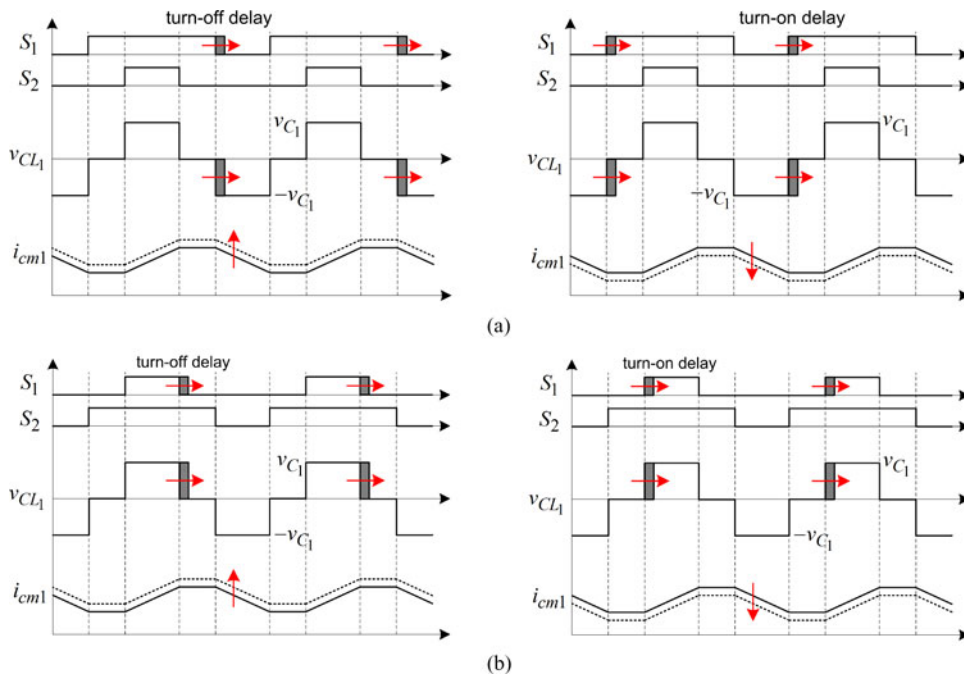 turn-off delay
S1
S2
vC1
vCL1
−vC1
icm1
turn-on delay
S1
S2
vC1
vCL1
−vC1
icm1
(a)
turn-off delay
S1
S2
vC1
vCL1
−vC1
icm1
turn-on delay
S1
S2
vC1
vCL1
−vC1
icm1
(b)